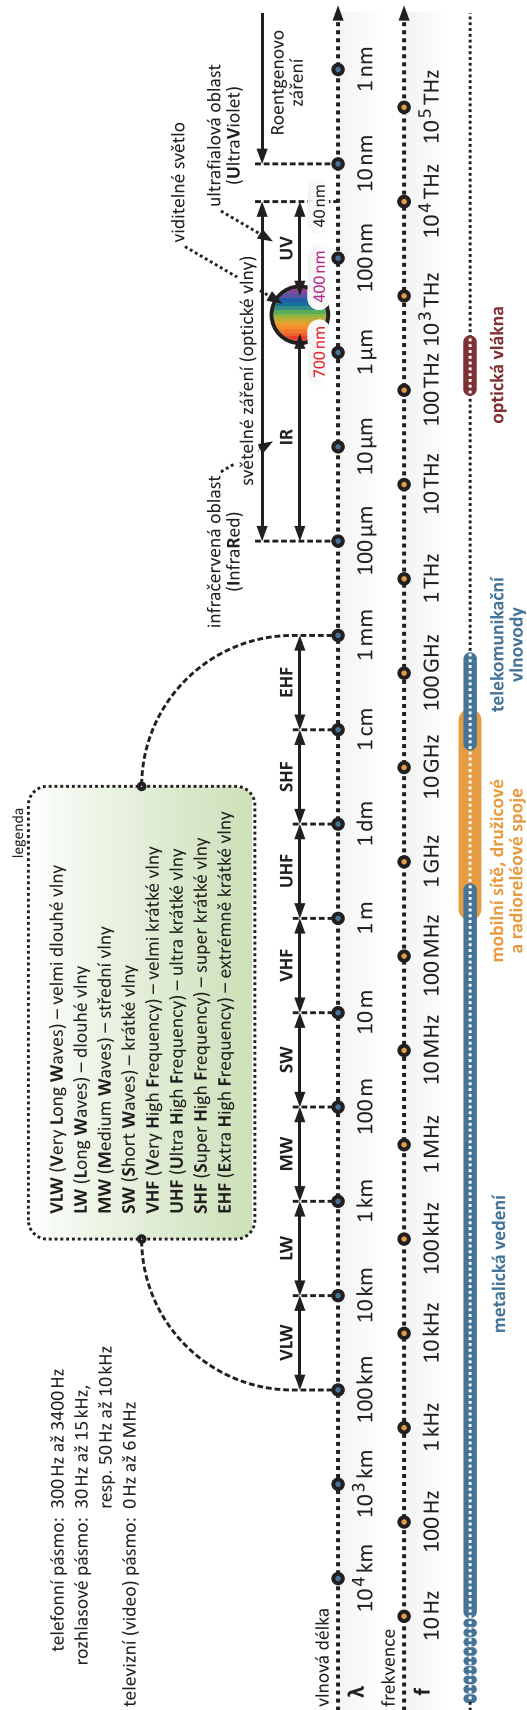 telefonní pásmo: 300 Hz až 3400 Hz
rozhlasové pásmo: 30 Hz až 15 kHz,
resp. 50 Hz až 10 kHz
televizní (video) pásmo: 0 Hz až 6 MHz
legenda
VLW (Very Long Waves) – velmi dlouhé vlny
LW (Long Waves) – dlouhé vlny
MW (Medium Waves) – střední vlny
SW (Short Waves) – krátké vlny
VHF (Very High Frequency) – velmi krátké vlny
UHF (Ultra High Frequency) – ultra krátké vlny
SHF (Super High Frequency) – super krátké vlny
EHF (Extra High Frequency) – extrémně krátké vlny
viditelné světlo
infračervená oblast
(InfraRed)
ultrafialová oblast
(UltraViolet)
světelné záření (optické vlny)
Roentgenovo
záření
VLW LW MW SW VHF UHF SHF EHF IR UV
700 nm 400 nm 40 nm
vlnová délka
λ 10⁴ km 10³ km 100 km 10 km 1 km 100 m 10 m 1 m 1 dm 1 cm 1 mm 100 µm 10 µm 1 µm 100 nm 10 nm 1 nm
frekvence
f 10 Hz 100 Hz 1 kHz 10 kHz 100 kHz 1 MHz 10 MHz 100 MHz 1 GHz 10 GHz 100 GHz 1 THz 10 THz 100 THz 10³ THz 10⁴ THz 10⁵ THz
metalická vedení
mobilní sítě, družicové
a radioreléové spoje
telekomunikační
vlnovody
optická vlákna